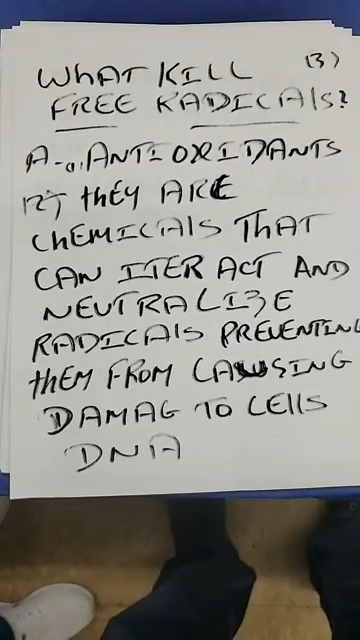 WHAT KILL 13)
FREE RADICALS?
A-a, ANTIOXIDANTS
THEY ARE
CHEMICALS THAT
CAN ITERACT AND
NEUTRALIZE
RADICALS PREVENTING
THEM FROM CAUSING
DAMAG TO CELLS
DNA